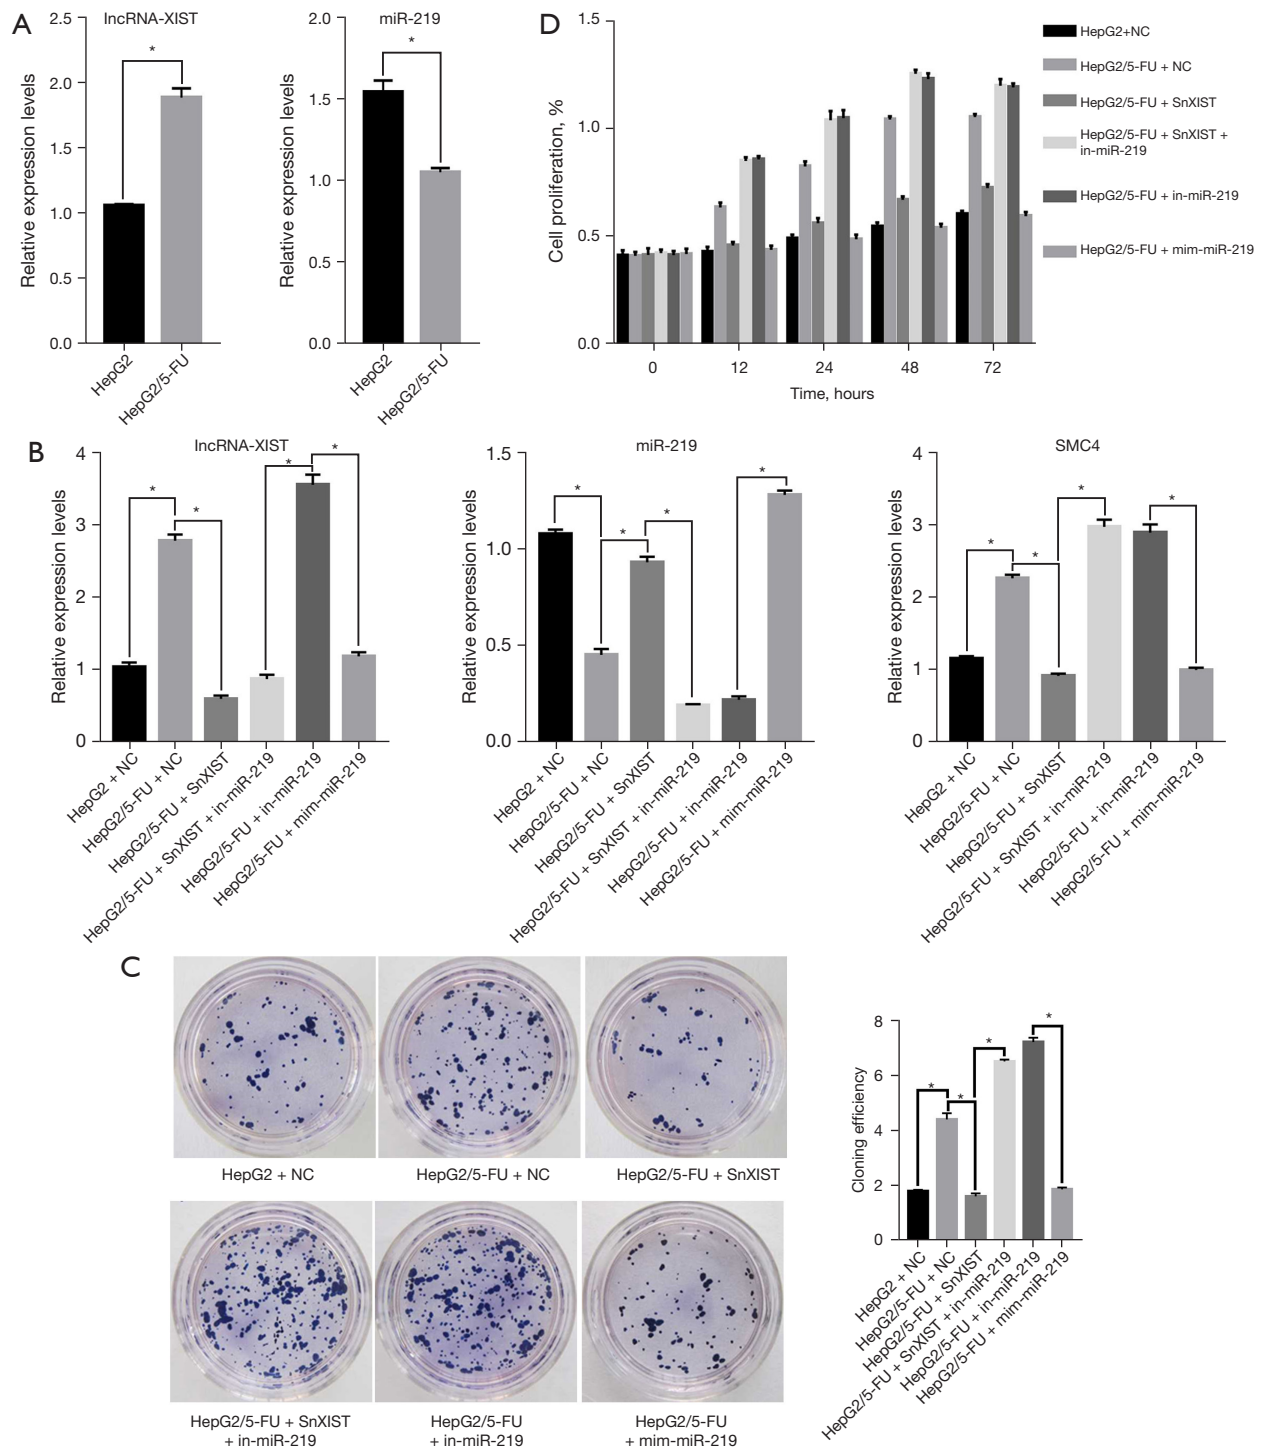 A
lncRNA-XIST
Relative expression levels
2.5
2.0
1.5
1.0
0.5
0.0
*
HepG2
HepG2/5-FU
miR-219
Relative expression levels
2.0
1.5
1.0
0.5
0.0
*
HepG2
HepG2/5-FU
D
Cell proliferation, %
1.5
1.0
0.5
0.0
0
12
24
48
72
Time, hours
HepG2+NC
HepG2/5-FU + NC
HepG2/5-FU + SnXIST
HepG2/5-FU + SnXIST +
in-miR-219
HepG2/5-FU + in-miR-219
HepG2/5-FU + mim-miR-219
B
lncRNA-XIST
Relative expression levels
4
3
2
1
0
*
*
*
*
HepG2 + NC
HepG2/5-FU + NC
HepG2/5-FU + SnXIST
HepG2/5-FU + SnXIST + in-miR-219
HepG2/5-FU + in-miR-219
HepG2/5-FU + mim-miR-219
miR-219
Relative expression levels
1.5
1.0
0.5
0.0
*
*
*
*
HepG2 + NC
HepG2/5-FU + NC
HepG2/5-FU + SnXIST
HepG2/5-FU + SnXIST + in-miR-219
HepG2/5-FU + in-miR-219
HepG2/5-FU + mim-miR-219
SMC4
Relative expression levels
4
3
2
1
0
*
*
*
*
HepG2 + NC
HepG2/5-FU + NC
HepG2/5-FU + SnXIST
HepG2/5-FU + SnXIST + in-miR-219
HepG2/5-FU + in-miR-219
HepG2/5-FU + mim-miR-219
C
HepG2 + NC
HepG2/5-FU + NC
HepG2/5-FU + SnXIST
HepG2/5-FU + SnXIST
+ in-miR-219
HepG2/5-FU
+ in-miR-219
HepG2/5-FU
+ mim-miR-219
Cloning efficiency
8
6
4
2
0
*
*
*
*
HepG2 + NC
HepG2/5-FU + NC
HepG2/5-FU + SnXIST
HepG2/5-FU + SnXIST + in-miR-219
HepG2/5-FU + in-miR-219
HepG2/5-FU + mim-miR-219